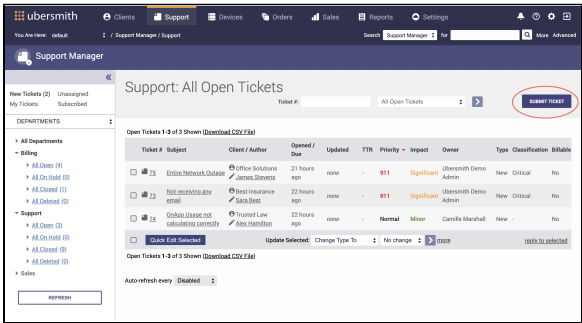 ubersmith Clients Support Devices Orders Sales Reports Settings
You Are Here: default / Support Manager / Support Search Support Manager for More Advanced
Support Manager
«
New Tickets (2) Unassigned
My Tickets Subscribed
DEPARTMENTS
All Departments
Billing
All Open (4)
All On Hold (0)
All Closed (1)
All Deleted (0)
Support
All Open (3)
All On Hold (0)
All Closed (9)
All Deleted (0)
Sales
REFRESH
Support: All Open Tickets
Ticket #: All Open Tickets SUBMIT TICKET
Open Tickets 1-3 of 3 Shown (Download CSV File)
Ticket # Subject Client / Author Opened / Due Updated TTR Priority Impact Owner Type Classification Billable
75 Entire Network Outage Office Solutions 21 hours none - 911 Significant Ubersmith Demo New Critical No
James Stevens ago Admin
73 Not receiving any Best Insurance 22 hours none - 911 Significant Ubersmith Demo New Critical No
email Sara Best ago Admin
74 OnApp Usage not Trusted Law 22 hours none - Normal Minor Camille Marshall New - No
calculating correctly Alex Hamilton ago
Quick Edit Selected Update Selected: Change Type To No change more reply to selected
Open Tickets 1-3 of 3 Shown (Download CSV File)
Auto-refresh every Disabled